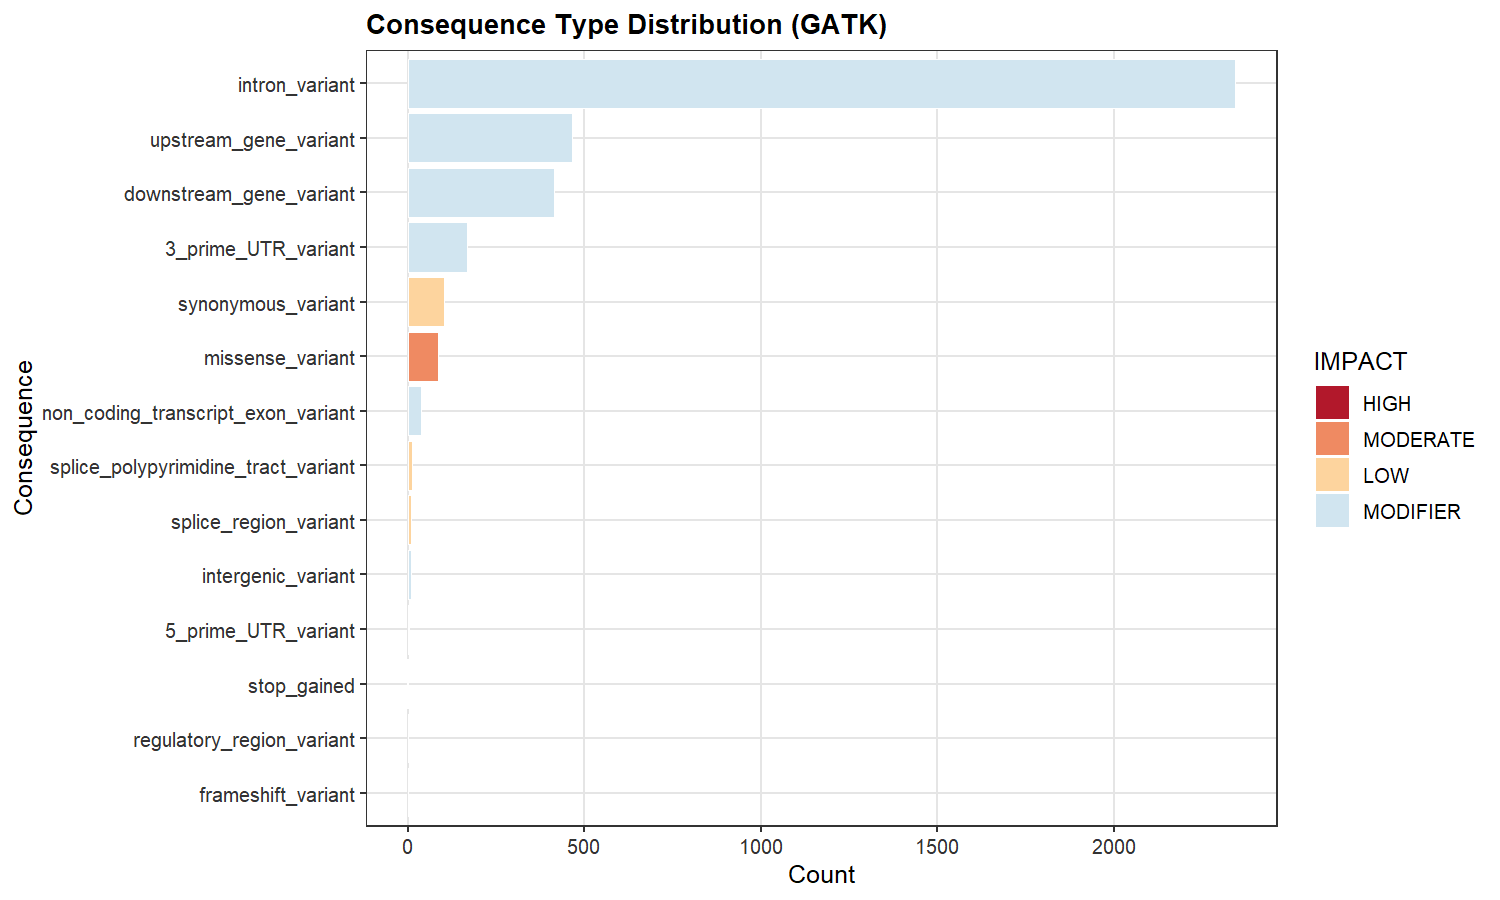 Consequence Type Distribution (GATK)
Consequence
intron_variant
upstream_gene_variant
downstream_gene_variant
3_prime_UTR_variant
synonymous_variant
missense_variant
non_coding_transcript_exon_variant
splice_polypyrimidine_tract_variant
splice_region_variant
intergenic_variant
5_prime_UTR_variant
stop_gained
regulatory_region_variant
frameshift_variant
0 500 1000 1500 2000
Count
IMPACT
HIGH
MODERATE
LOW
MODIFIER